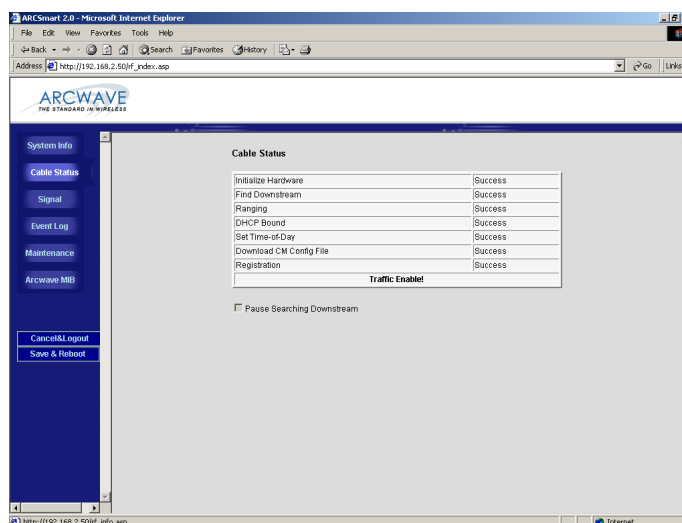 ARCSmart 2.0 - Microsoft Internet Explorer
File Edit View Favorites Tools Help
Back Search Favorites History
Address http://192.168.2.50/rf_index.asp Go Links
ARCWAVE
THE STANDARD IN WIRELESS
System Info
Cable Status
Signal
Event Log
Maintenance
Arcwave MIB
Cancel&Logout
Save & Reboot
Cable Status
Initialize Hardware Success
Find Downstream Success
Ranging Success
DHCP Bound Success
Set Time-of-Day Success
Download CM Config File Success
Registration Success
Traffic Enable!
Pause Searching Downstream
http://192.168.2.50/rf_info.asp Internet